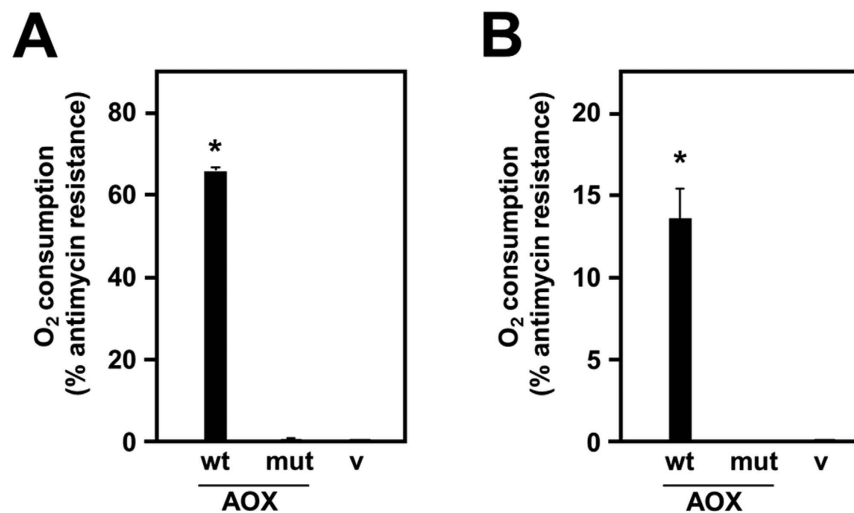 A
O₂ consumption
(% antimycin resistance)
80
60
40
20
0
*
wt mut v
AOX
B
O₂ consumption
(% antimycin resistance)
20
15
10
5
0
*
wt mut v
AOX